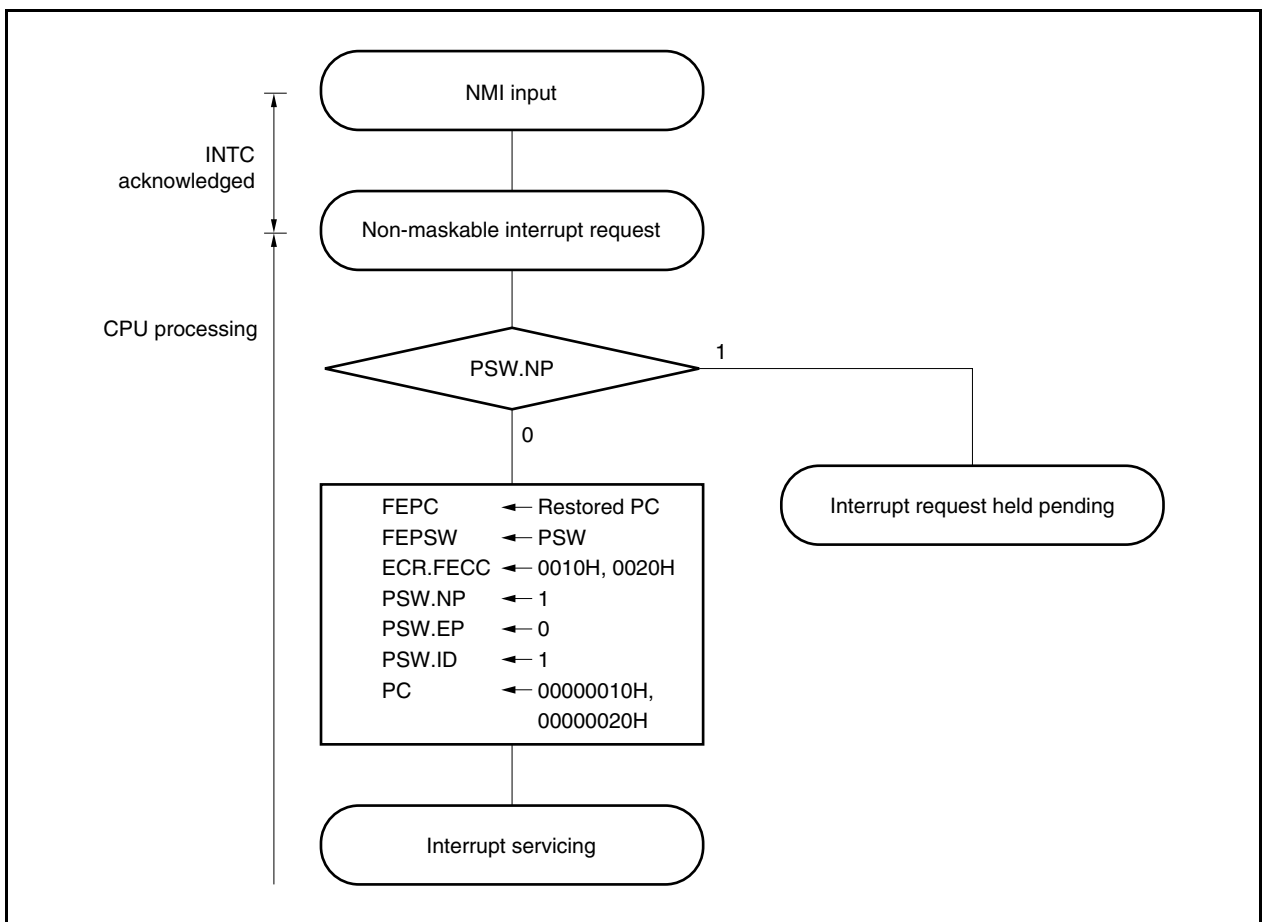 NMI input
INTC
acknowledged
Non-maskable interrupt request
CPU processing
PSW.NP
1
0
FEPC ← Restored PC
FEPSW ← PSW
ECR.FECC ← 0010H, 0020H
PSW.NP ← 1
PSW.EP ← 0
PSW.ID ← 1
PC ← 00000010H,
00000020H
Interrupt request held pending
Interrupt servicing